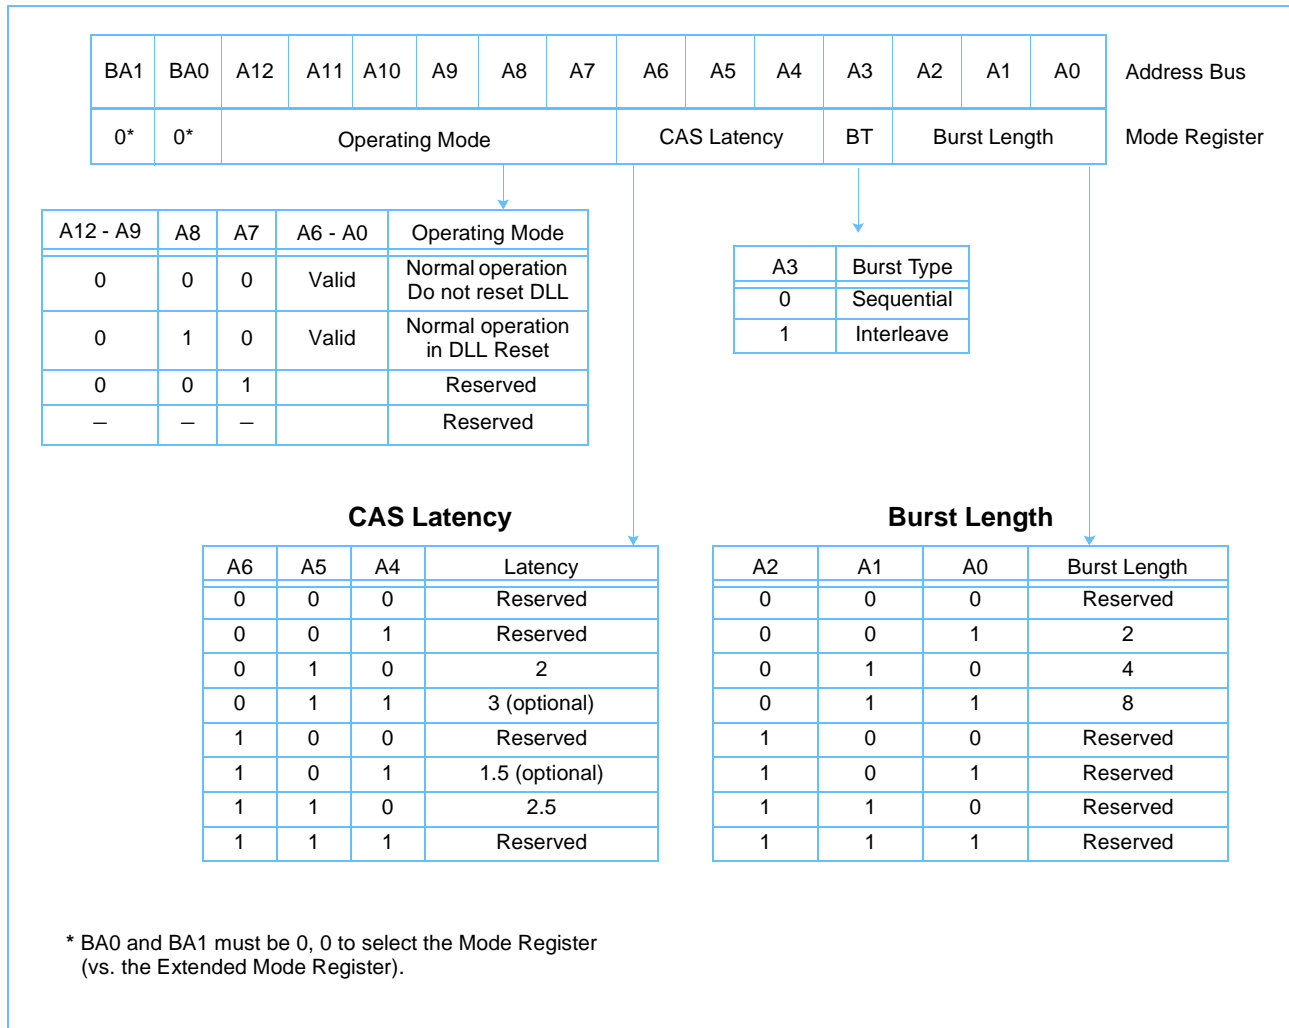 BA1 BA0 A12 A11 A10 A9 A8 A7 A6 A5 A4 A3 A2 A1 A0 Address Bus
0* 0* Operating Mode CAS Latency BT Burst Length Mode Register
A12 - A9 A8 A7 A6 - A0 Operating Mode
0 0 0 Valid Normal operation
Do not reset DLL
0 1 0 Valid Normal operation
in DLL Reset
0 0 1 Reserved
– – – Reserved
A3 Burst Type
0 Sequential
1 Interleave
CAS Latency
A6 A5 A4 Latency
0 0 0 Reserved
0 0 1 Reserved
0 1 0 2
0 1 1 3 (optional)
1 0 0 Reserved
1 0 1 1.5 (optional)
1 1 0 2.5
1 1 1 Reserved
Burst Length
A2 A1 A0 Burst Length
0 0 0 Reserved
0 0 1 2
0 1 0 4
0 1 1 8
1 0 0 Reserved
1 0 1 Reserved
1 1 0 Reserved
1 1 1 Reserved
* BA0 and BA1 must be 0, 0 to select the Mode Register
(vs. the Extended Mode Register).